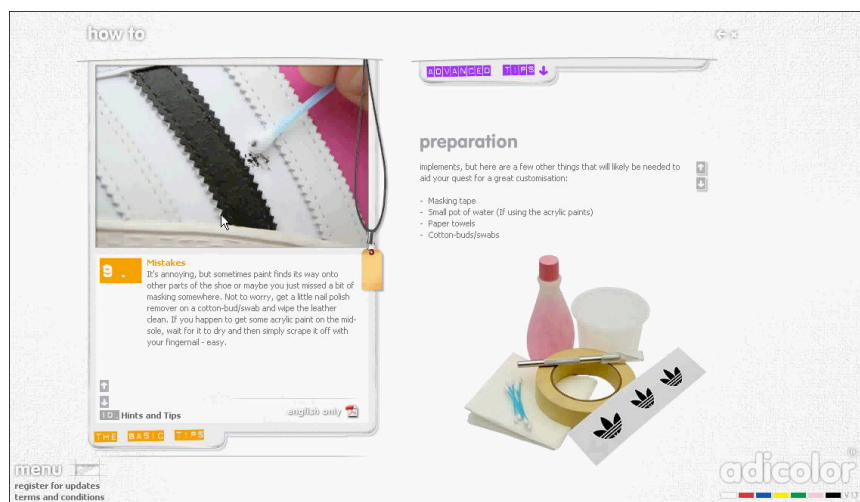 how to
ADVANCED TIPS
preparation
implements, but here are a few other things that will likely be needed to
aid your quest for a great customisation:
- Masking tape
- Small pot of water (If using the acrylic paints)
- Paper towels
- Cotton-buds/swabs
9.
Mistakes
It's annoying, but sometimes paint finds its way onto
other parts of the shoe or maybe you just missed a bit of
masking somewhere. Not to worry, get a little nail polish
remover on a cotton-bud/swab and wipe the leather
clean. If you happen to get some acrylic paint on the mid-
sole, wait for it to dry and then simply scrape it off with
your fingernail - easy.
10. Hints and Tips
english only
THE BASIC TIPS
menu
register for updates
terms and conditions
adicolor®